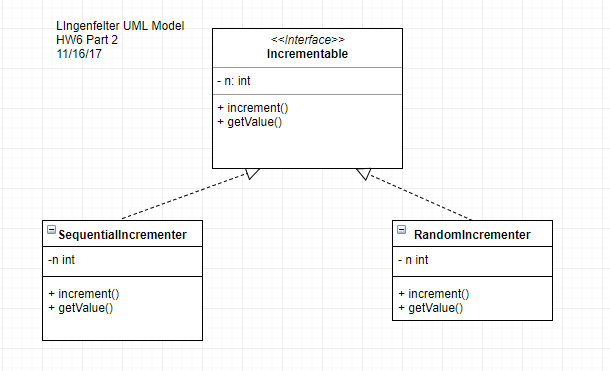 LIngenfelter UML Model
HW6 Part 2
11/16/17
<<Interface>>
Incrementable
- n: int
+ increment()
+ getValue()
SequentialIncrementer
-n int
+ increment()
+ getValue()
RandomIncrementer
- n int
+ increment()
+ getValue()